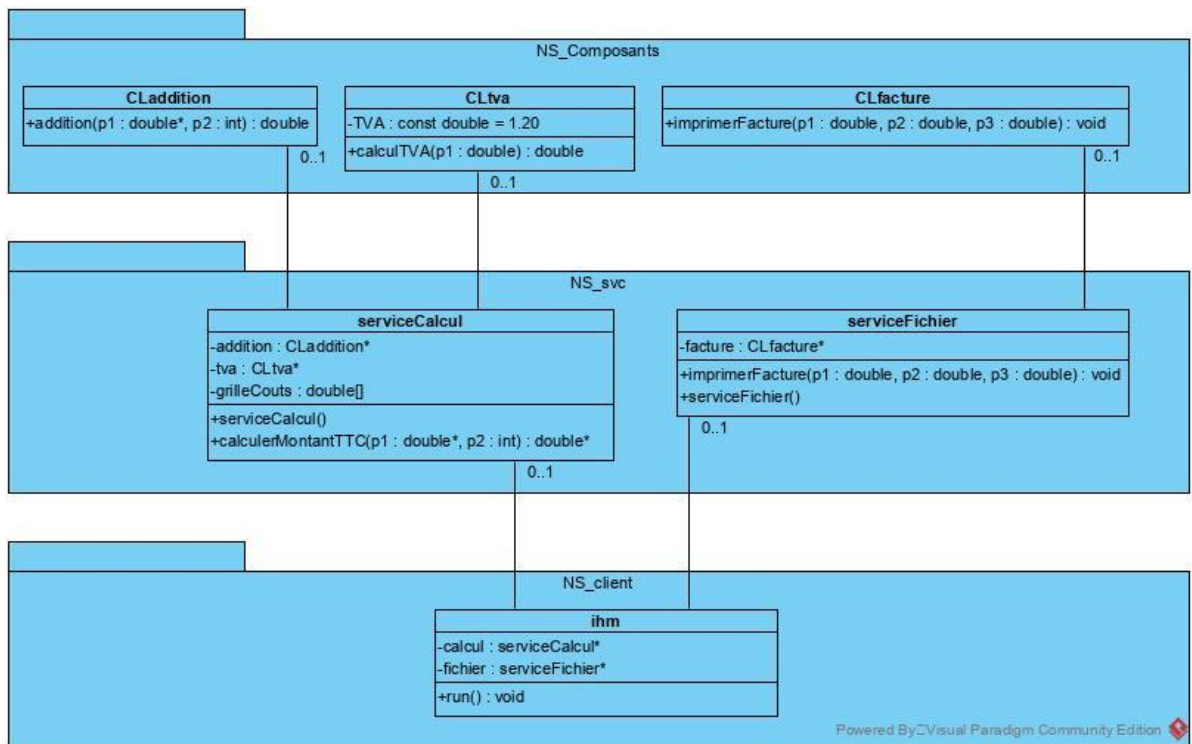 NS_Composants
CLaddition
+addition(p1 : double*, p2 : int) : double
0..1
CLtva
-TVA : const double = 1.20
+calculTVA(p1 : double) : double
0..1
CLfacture
+imprimerFacture(p1 : double, p2 : double, p3 : double) : void
0..1
NS_svc
serviceCalcul
-addition : CLaddition*
-tva : CLtva*
-grilleCouts : double[]
+serviceCalcul()
+calculerMontantTTC(p1 : double*, p2 : int) : double*
0..1
serviceFichier
-facture : CLfacture*
+imprimerFacture(p1 : double, p2 : double, p3 : double) : void
+serviceFichier()
0..1
NS_client
ihm
-calcul : serviceCalcul*
-fichier : serviceFichier*
+run() : void
Powered By Visual Paradigm Community Edition